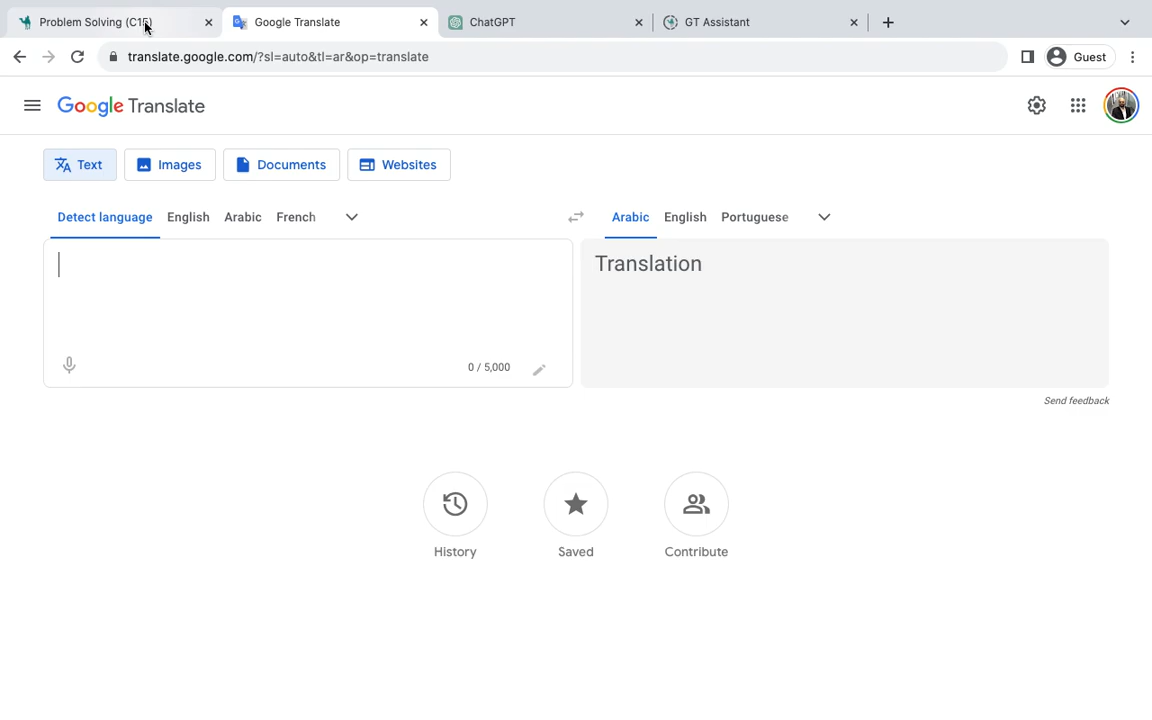 Problem Solving (C15)
Google Translate
ChatGPT
GT Assistant
translate.google.com/?sl=auto&tl=ar&op=translate
Guest
Google Translate
Text
Images
Documents
Websites
Detect language English Arabic French
Arabic English Portuguese
Translation
0 / 5,000
Send feedback
History
Saved
Contribute